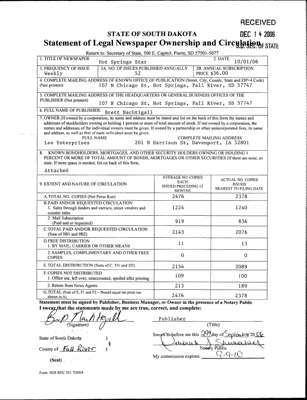 RECEIVED
DEC 14 2006
S.D. SEC. OF STATE
STATE OF SOUTH DAKOTA
Statement of Legal Newspaper Ownership and Circulation
Return to: Secretary of State, 500 E. Capitol, Pierre, SD 57501-5077
1. TITLE OF NEWSPAPER
Hot Springs Star
2. DATE
10/01/06
3. FREQUENCY OF ISSUE
Weekly
3A. NO. OF ISSUES PUBLISHED ANNUALLY
52
3B. ANNUAL SUBSCRIPTION
PRICE $36.00
4. COMPLETE MAILING ADDRESS OF KNOWN OFFICE OF PUBLICATION (Street, City, County, State and ZIP+4 Code)
(Not printer)
107 N Chicago St, Hot Springs, Fall River, SD 57747
5. COMPLETE MAILING ADDRESS OF THE HEADQUARTERS OF GENERAL BUSINESS OFFICES OF THE
PUBLISHER (Not printer)
107 N Chicago St, Hot Springs, Fall River, SD 57747
6. FULL NAME OF PUBLISHER:
Brett Nachtigall
7. OWNER (If owned by a corporation, its name and address must be stated and list on the back of this form the names and
addresses of stockholders owning or holding 1 percent or more of total amount of stock. If not owned by a corporation, the
names and addresses of the individual owners must be given. If owned by a partnership or other unincorporated firm, its name
and address, as well as that of each individual must be given.
FULL NAME
COMPLETE MAILING ADDRESS
Lee Enterprises
201 N Harrison St, Davenport, IA 52801
8. KNOWN BONDHOLDERS, MORTGAGEES, AND OTHER SECURITY HOLDERS OWNING OR HOLDING 1
PERCENT OR MORE OF TOTAL AMOUNT OF BONDS, MORTGAGES OR OTHER SECURITIES (If there are none, so
state. If more space is needed, list on back of this form.
Attached
9. EXTENT AND NATURE OF CIRCULATION
AVERAGE NO. COPIES
EACH
ISSUED PRECEDING 12
MONTHS
ACTUAL NO. COPIES
ISSUED
NEAREST TO FILING DATE
A. TOTAL NO. COPIES (Net Press Run)
2476
2378
B. PAID AND/OR REQUESTED CIRCULATION
1. Sales through dealers and carriers, street vendors and
counter sales.
1224
1240
2. Mail Subscription
(Paid and or requested)
919
836
C. TOTAL PAID AND/OR REQUESTED CIRCULATION
(Sum of 9B1 and 9B2)
2143
2076
D. FREE DISTRIBUTION
1. BY MAIL, CARRIER OR OTHER MEANS
11
13
2. SAMPLES, COMPLIMENTARY AND OTHER FREE
COPIES
0
0
E. TOTAL DISTRIBUTION (Sum of C, D1 and D2)
2154
2089
F. COPIES NOT DISTRIBUTED
1. Office use, left over, unaccounted, spoiled after printing
109
100
2. Return from News Agents
213
189
G. TOTAL (Sum of E, F1 and F2 - Should equal net press run
shown in A)
2476
2378
Statement must be signed by Publisher, Business Manager, or Owner in the presence of a Notary Public
I swear that the statements made by me are true, correct, and complete:
Publisher
(Signature)
(Title)
State of South Dakota )
County of Fall River )
(Seal)
Sworn to before me this 29th day of September 2006
Notary Public
My commission expires 9-9-10